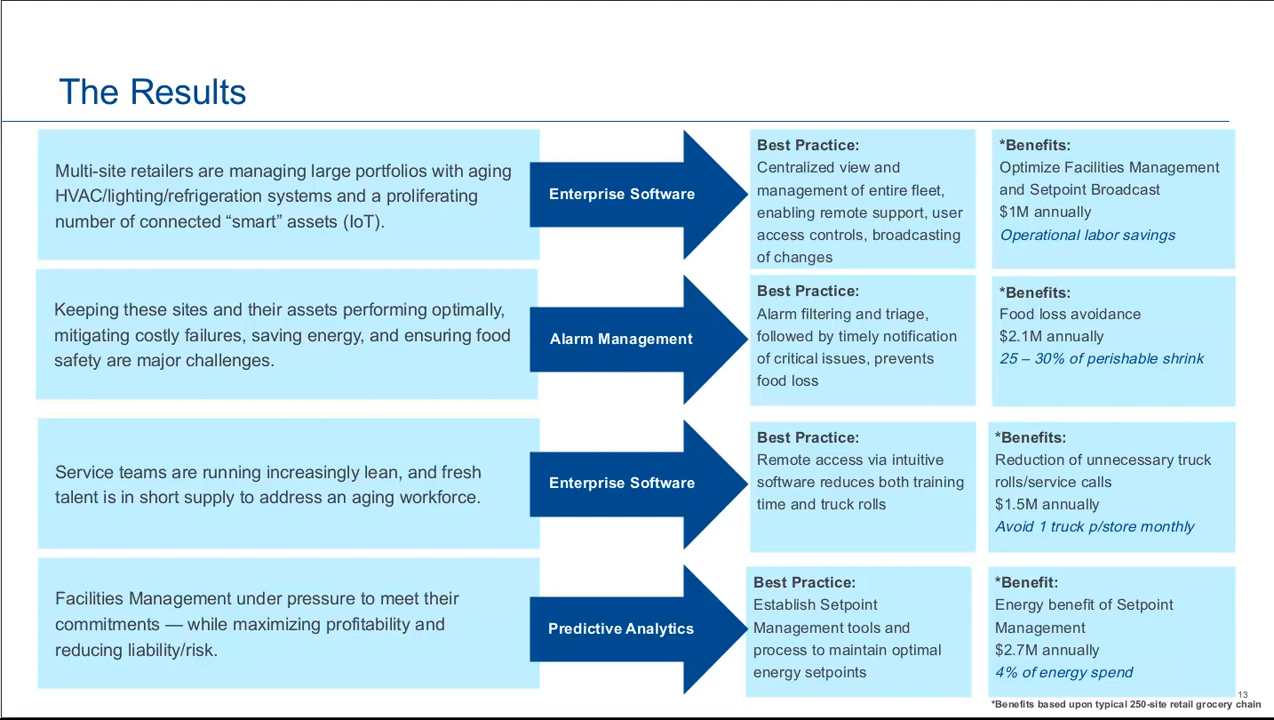 The Results
Multi-site retailers are managing large portfolios with aging
HVAC/lighting/refrigeration systems and a proliferating
number of connected “smart” assets (IoT).
Enterprise Software
Best Practice:
Centralized view and
management of entire fleet,
enabling remote support, user
access controls, broadcasting
of changes
*Benefits:
Optimize Facilities Management
and Setpoint Broadcast
$1M annually
Operational labor savings
Keeping these sites and their assets performing optimally,
mitigating costly failures, saving energy, and ensuring food
safety are major challenges.
Alarm Management
Best Practice:
Alarm filtering and triage,
followed by timely notification
of critical issues, prevents
food loss
*Benefits:
Food loss avoidance
$2.1M annually
25 – 30% of perishable shrink
Service teams are running increasingly lean, and fresh
talent is in short supply to address an aging workforce.
Enterprise Software
Best Practice:
Remote access via intuitive
software reduces both training
time and truck rolls
*Benefits:
Reduction of unnecessary truck
rolls/service calls
$1.5M annually
Avoid 1 truck p/store monthly
Facilities Management under pressure to meet their
commitments — while maximizing profitability and
reducing liability/risk.
Predictive Analytics
Best Practice:
Establish Setpoint
Management tools and
process to maintain optimal
energy setpoints
*Benefit:
Energy benefit of Setpoint
Management
$2.7M annually
4% of energy spend
13
*Benefits based upon typical 250-site retail grocery chain